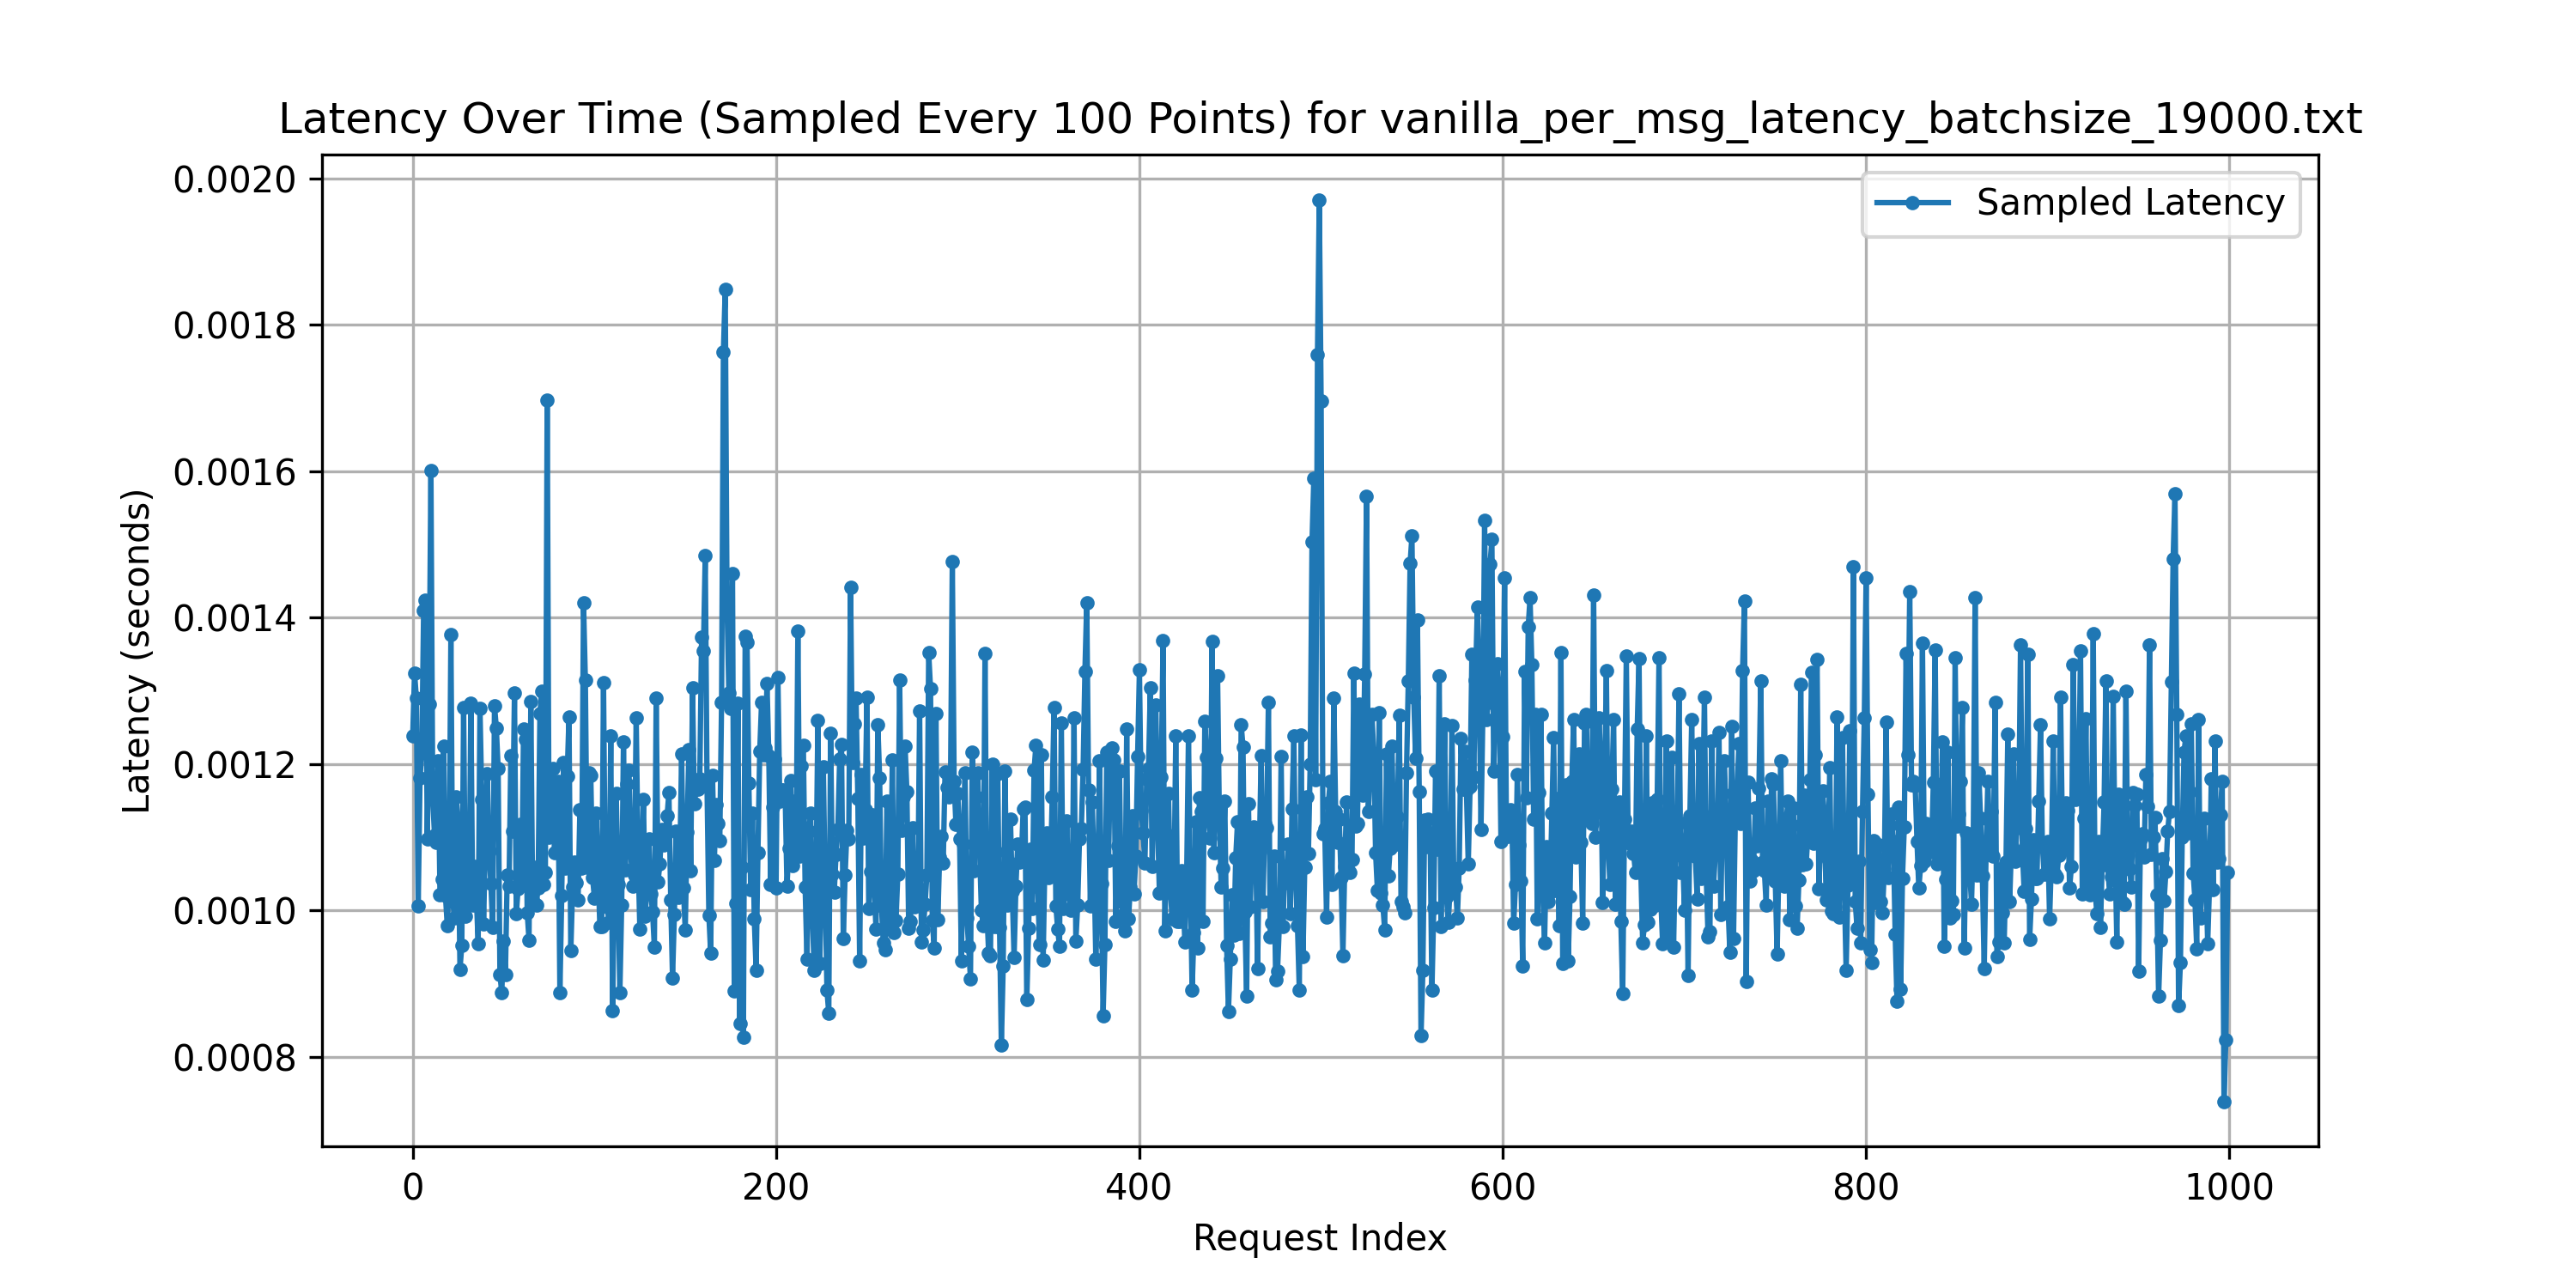 Latency Over Time (Sampled Every 100 Points) for vanilla_per_msg_latency_batchsize_19000.txt
Sampled Latency
Latency (seconds)
0.0020
0.0018
0.0016
0.0014
0.0012
0.0010
0.0008
0 200 400 600 800 1000
Request Index